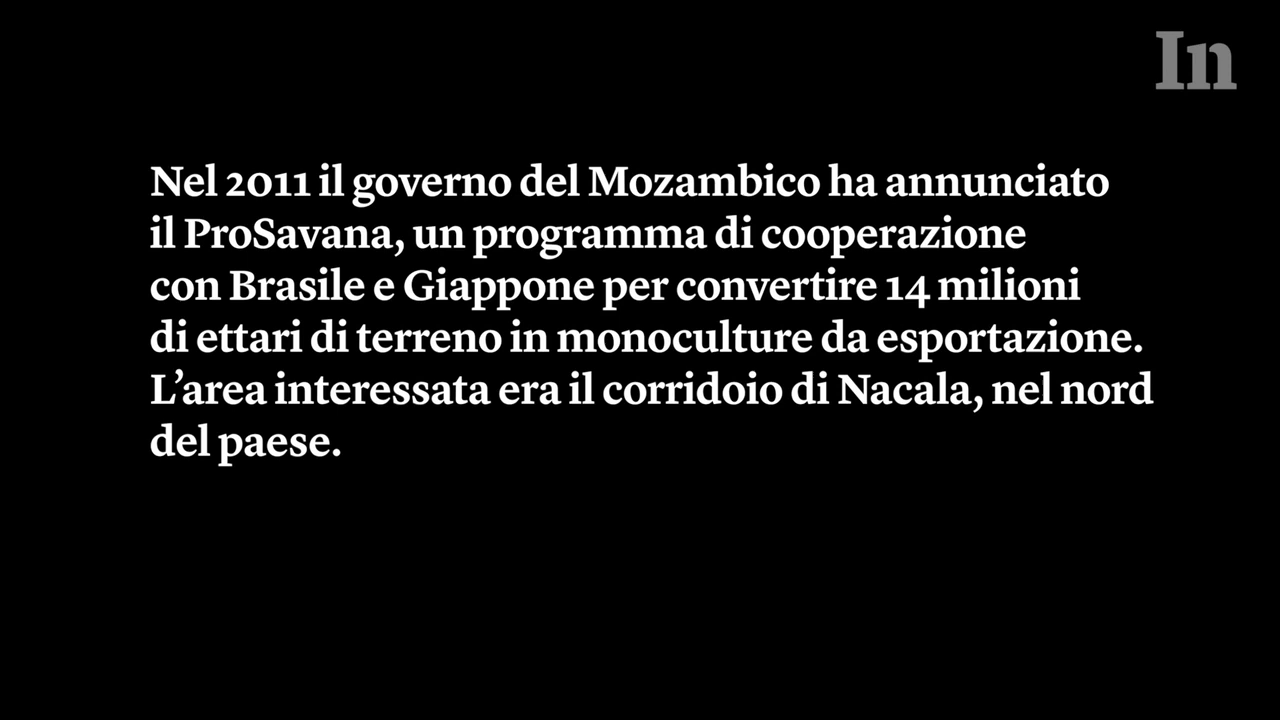 In
Nel 2011 il governo del Mozambico ha annunciato
il ProSavana, un programma di cooperazione
con Brasile e Giappone per convertire 14 milioni
di ettari di terreno in monoculture da esportazione.
L’area interessata era il corridoio di Nacala, nel nord
del paese.